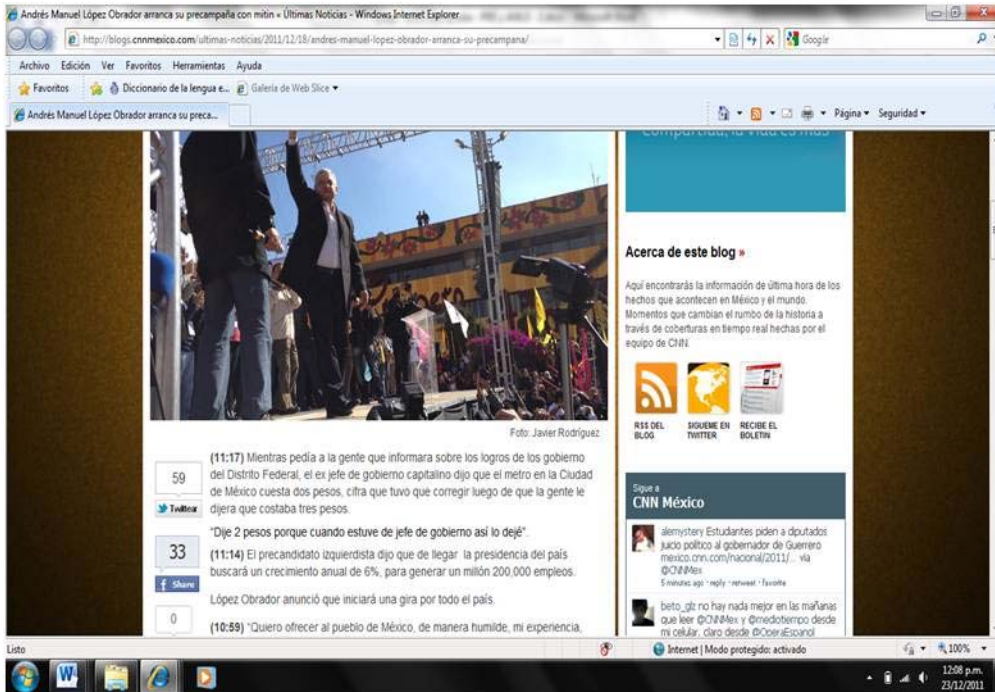 Andrés Manuel López Obrador arranca su precampaña con mitin « Últimas Noticias - Windows Internet Explorer
http://blogs.cnnmexico.com/ultimas-noticias/2011/12/18/andres-manuel-lopez-obrador-arranca-su-precampana/
Google
Archivo Edición Ver Favoritos Herramientas Ayuda
Favoritos Diccionario de la lengua e... Galería de Web Slice
Andrés Manuel López Obrador arranca su preca...
Página Seguridad
Compartida, la vida es más
Foto: Javier Rodríguez
59
Twittear
33
Share
0
(11:17) Mientras pedía a la gente que informara sobre los logros de los gobierno
del Distrito Federal, el ex jefe de gobierno capitalino dijo que el metro en la Ciudad
de México cuesta dos pesos, cifra que tuvo que corregir luego de que la gente le
dijera que costaba tres pesos.
“Dije 2 pesos porque cuando estuve de jefe de gobierno así lo dejé”.
(11:14) El precandidato izquierdista dijo que de llegar la presidencia del país
buscará un crecimiento anual de 6%, para generar un millón 200,000 empleos.
López Obrador anunció que iniciará una gira por todo el país.
(10:59) “Quiero ofrecer al pueblo de México, de manera humilde, mi experiencia,
Acerca de este blog »
Aquí encontrarás la información de última hora de los
hechos que acontecen en México y el mundo.
Momentos que cambian el rumbo de la historia a
través de coberturas en tiempo real hechas por el
equipo de CNN.
RSS DEL BLOG
SIGUEME EN TWITTER
RECIBE EL BOLETIN
Sigue a
CNN México
alemystery Estudiantes piden a diputados
juicio político al gobernador de Guerrero
mexico.cnn.com/nacional/2011/... vía
@CNNMex
5 minutes ago · reply · retweet · favorite
beto_glz no hay nada mejor en las mañanas
que leer @CNNMex y @mediotiempo desde
mi celular, claro desde @OperaEspanol
Listo
Internet | Modo protegido: activado
100%
12:08 p.m.
23/12/2011